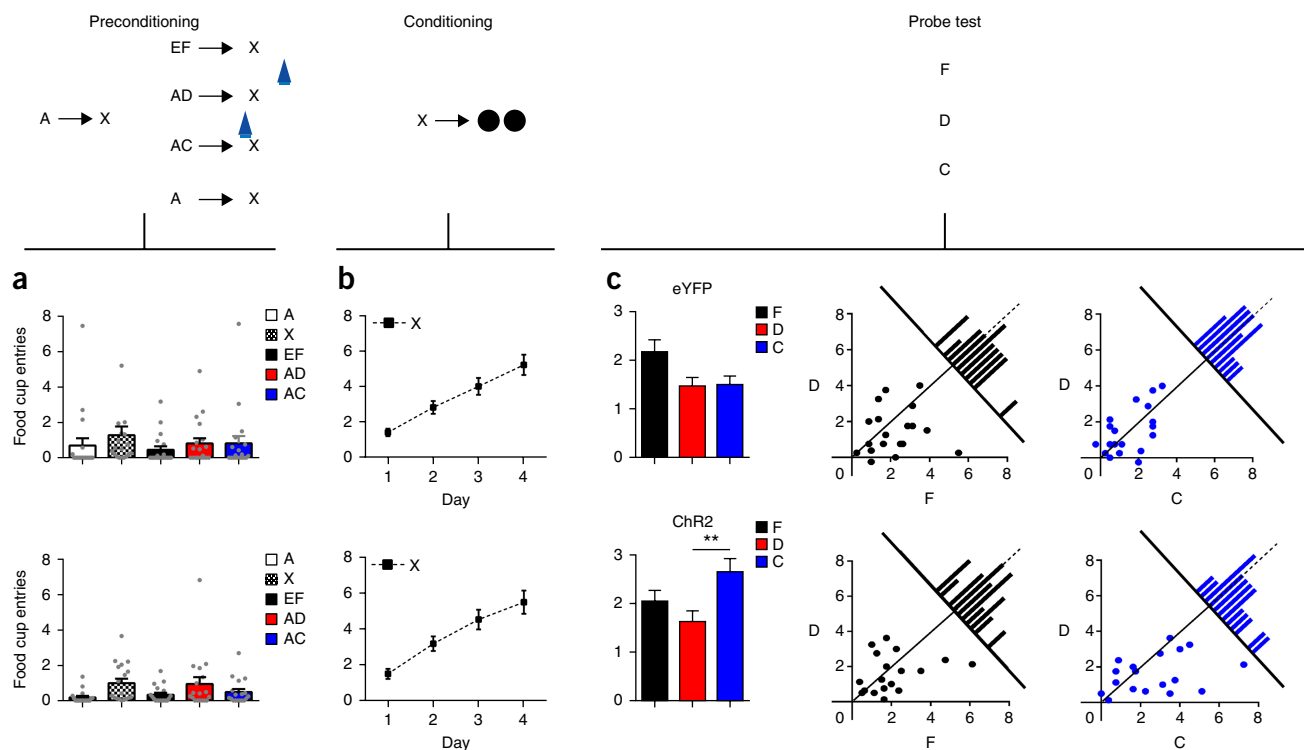 Preconditioning
Conditioning
Probe test
A → X
EF → X
AD → X
AC → X
A → X
X →
F
D
C
a
Food cup entries
8
6
4
2
0
A
X
EF
AD
AC
b
X
8
6
4
2
0
1 2 3 4
Day
c
eYFP
3
2
1
0
F
D
C
8
6
4
2
0
D
0 2 4 6 8
F
8
6
4
2
0
D
0 2 4 6 8
C
Food cup entries
8
6
4
2
0
A
X
EF
AD
AC
X
8
6
4
2
0
1 2 3 4
Day
ChR2
**
3
2
1
0
F
D
C
8
6
4
2
0
D
0 2 4 6 8
F
8
6
4
2
0
D
0 2 4 6 8
C